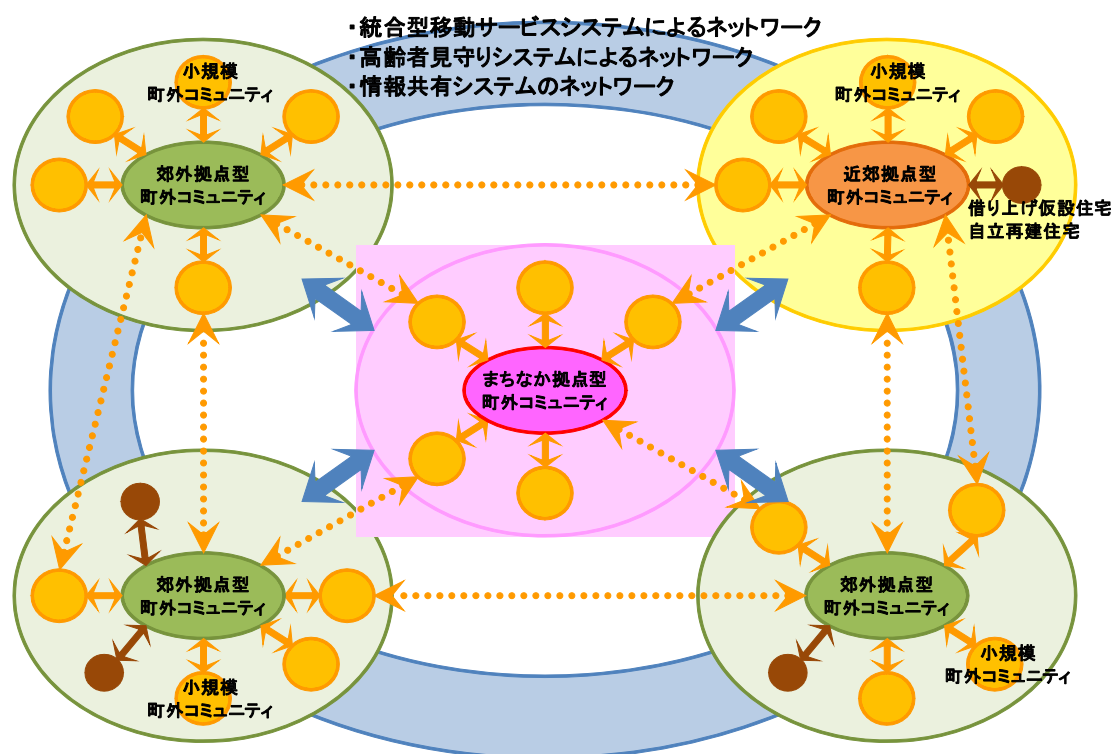 ・統合型移動サービスシステムによるネットワーク
・高齢者見守りシステムによるネットワーク
・情報共有システムのネットワーク
小規模
町外コミュニティ
郊外拠点型
町外コミュニティ
小規模
町外コミュニティ
近郊拠点型
町外コミュニティ
借り上げ仮設住宅
自立再建住宅
まちなか拠点型
町外コミュニティ
郊外拠点型
町外コミュニティ
小規模
町外コミュニティ
郊外拠点型
町外コミュニティ
小規模
町外コミュニティ